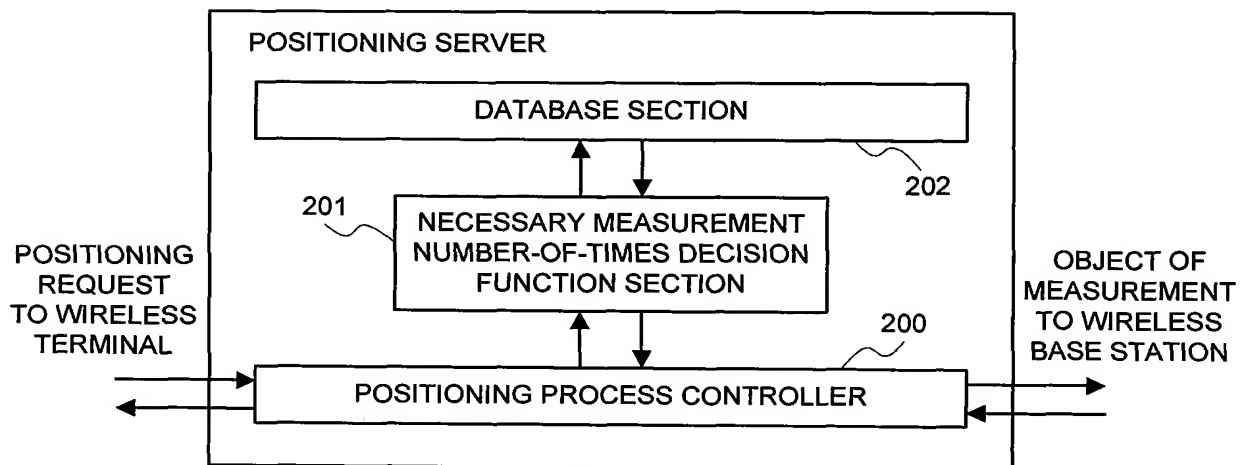 POSITIONING SERVER
DATABASE SECTION
202
201
NECESSARY MEASUREMENT
NUMBER-OF-TIMES DECISION
FUNCTION SECTION
POSITIONING
REQUEST
TO WIRELESS
TERMINAL
OBJECT OF
MEASUREMENT
TO WIRELESS
BASE STATION
200
POSITIONING PROCESS CONTROLLER